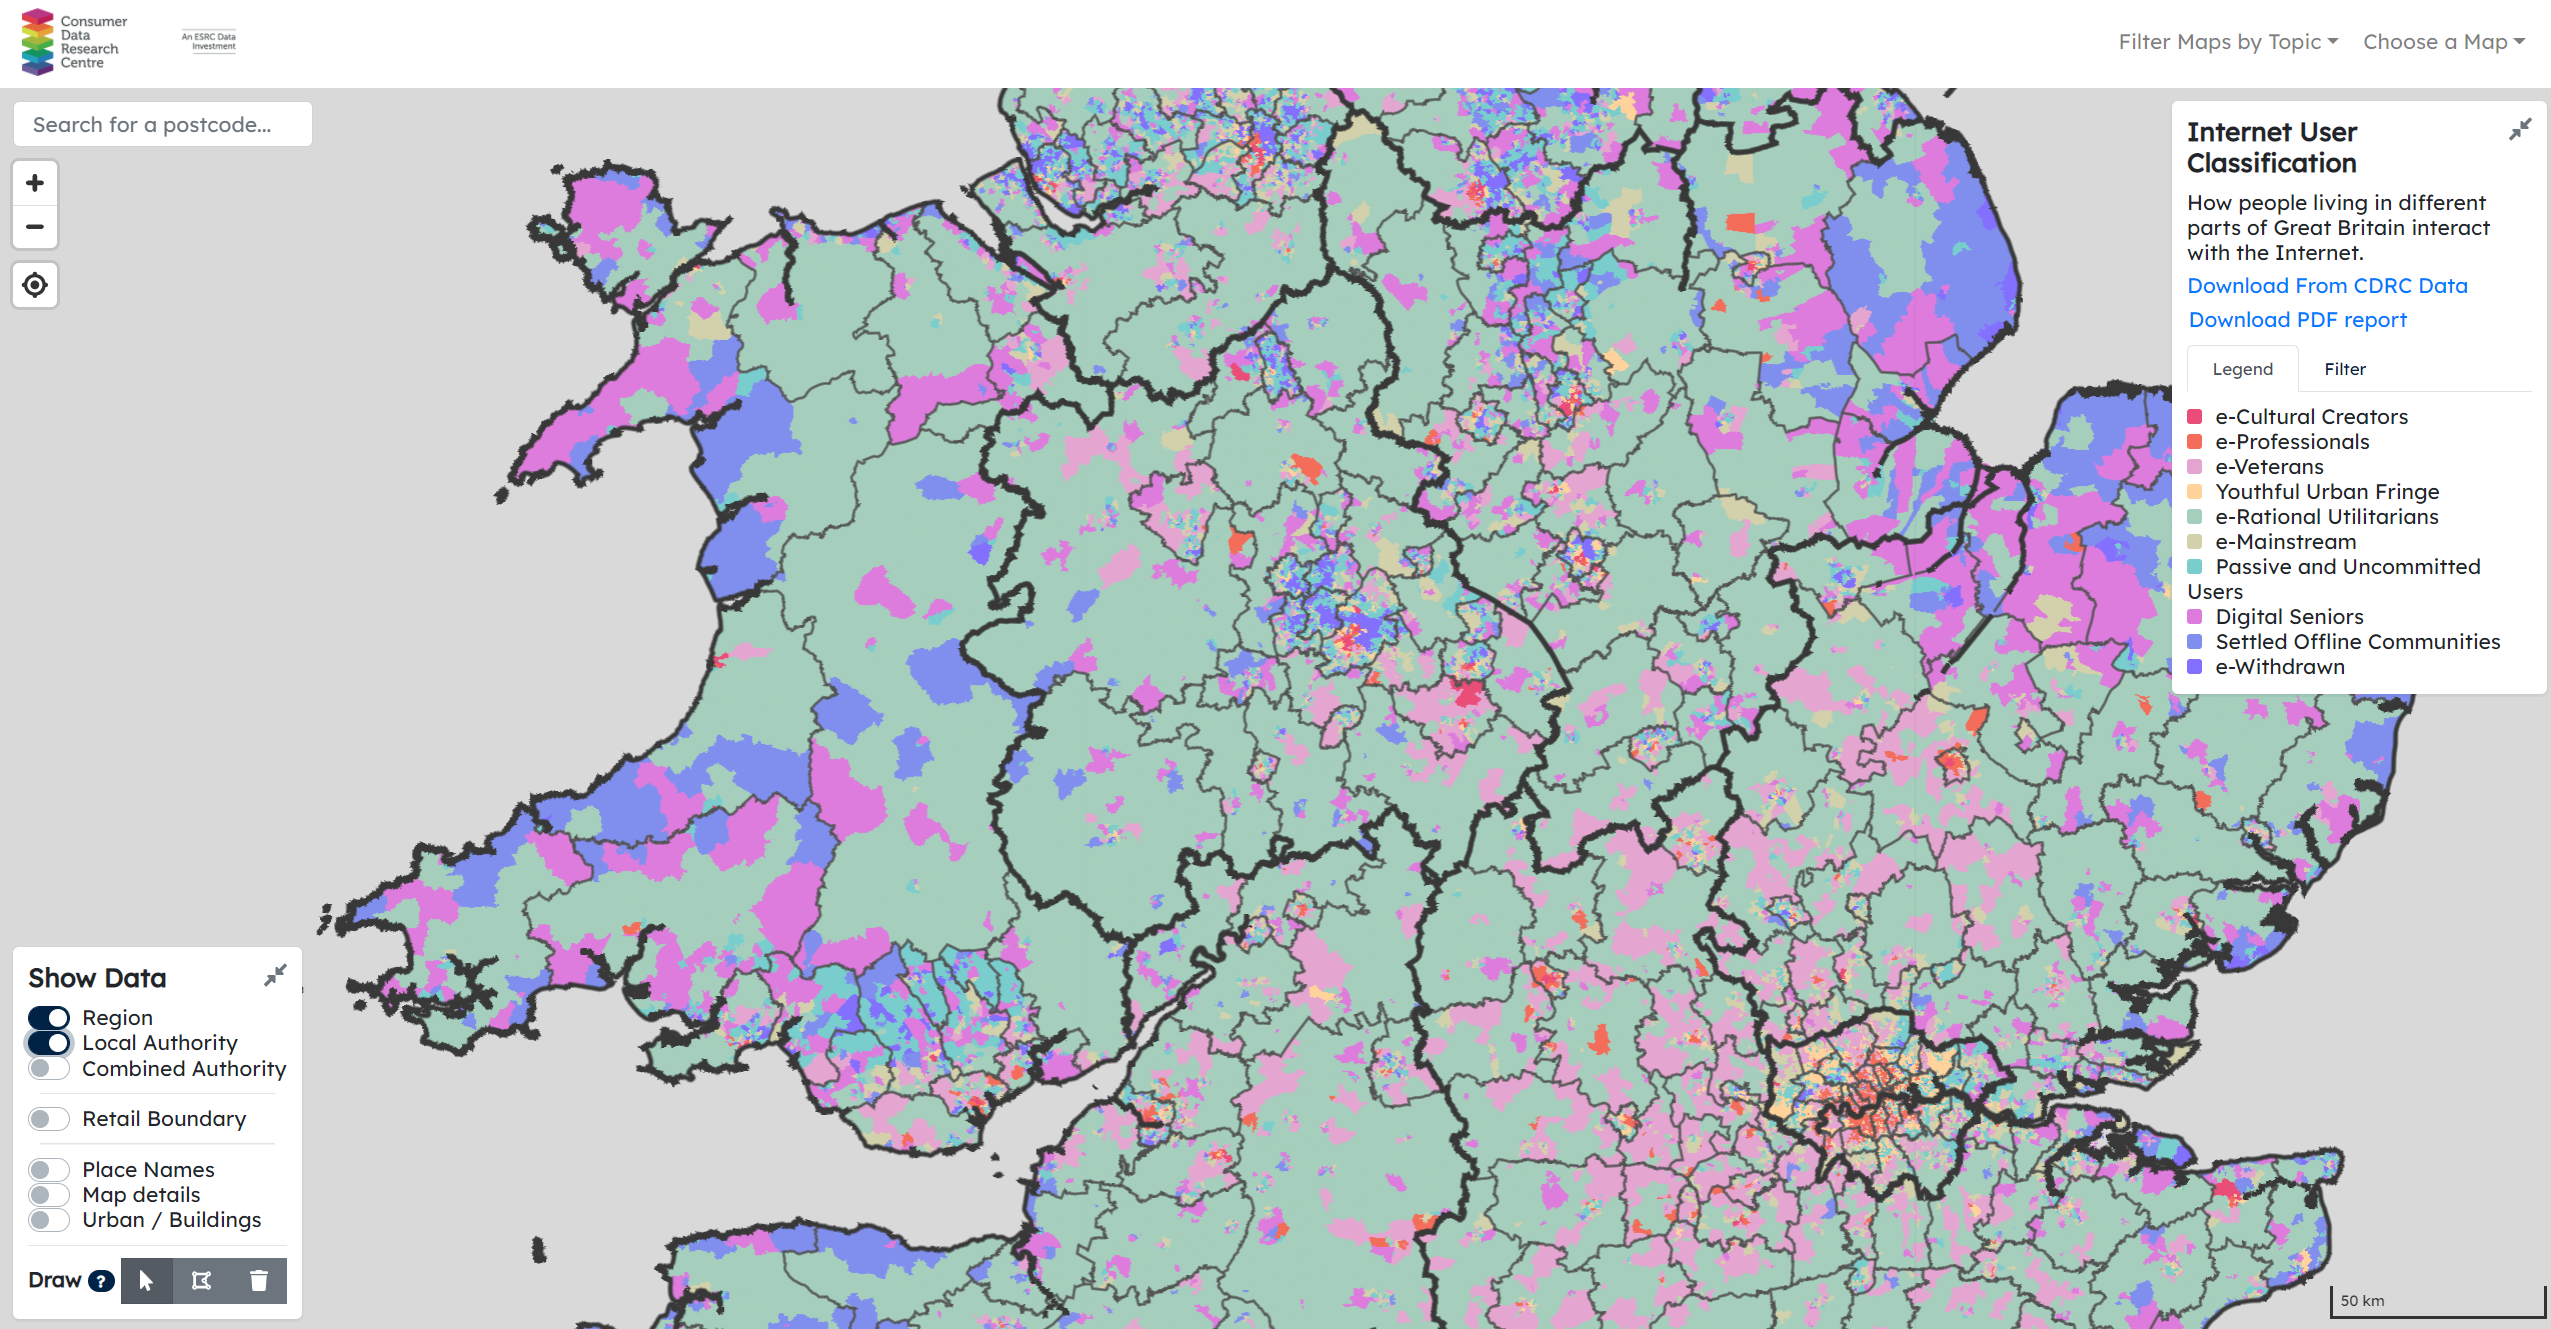 Consumer
Data
Research
Centre
An ESRC Data
Investment
Filter Maps by Topic
Choose a Map
Search for a postcode...
+
−
Internet User
Classification
How people living in different
parts of Great Britain interact
with the Internet.
Download From CDRC Data
Download PDF report
Legend
Filter
e-Cultural Creators
e-Professionals
e-Veterans
Youthful Urban Fringe
e-Rational Utilitarians
e-Mainstream
Passive and Uncommitted
Users
Digital Seniors
Settled Offline Communities
e-Withdrawn
Show Data
Region
Local Authority
Combined Authority
Retail Boundary
Place Names
Map details
Urban / Buildings
Draw ?
50 km